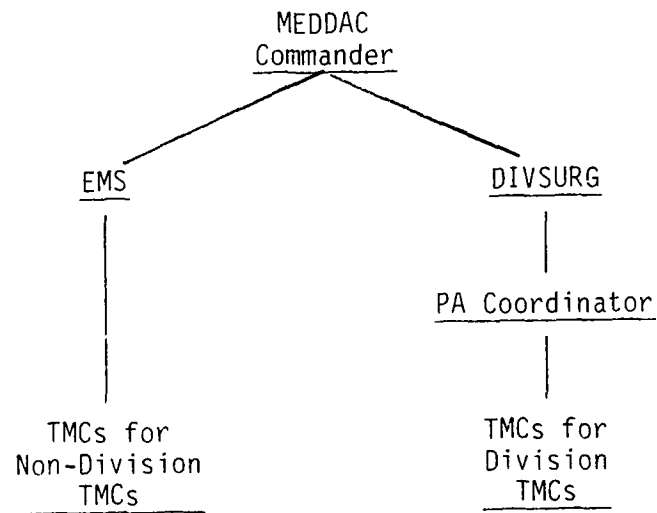 MEDDAC
Commander
EMS
DIVSURG
PA Coordinator
TMCs for
Non-Division
TMCs
TMCs for
Division
TMCs